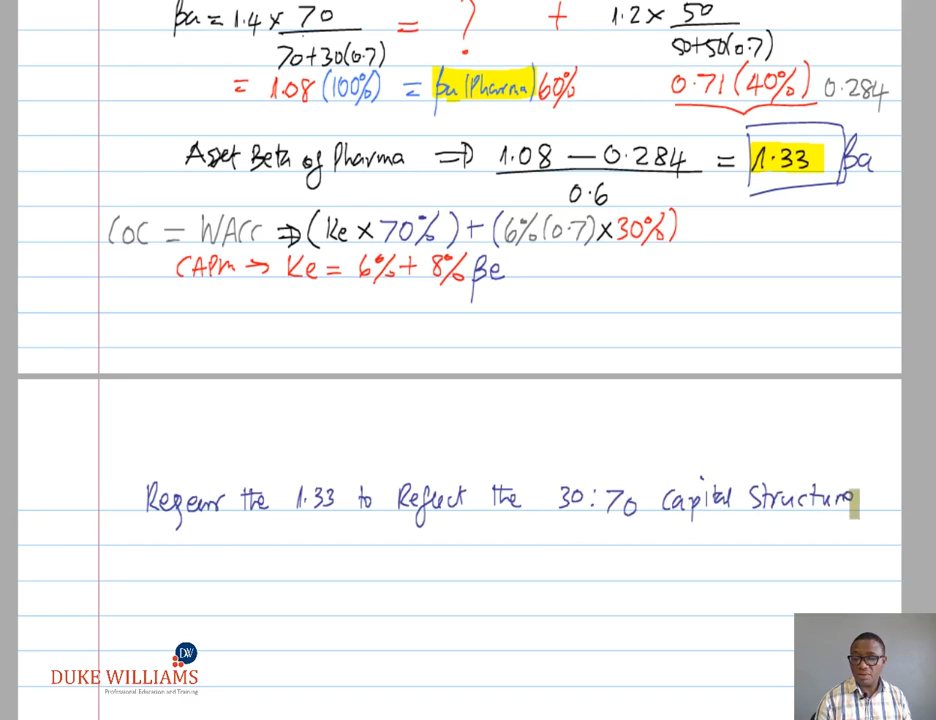 βa = 1.4 × 70 / 70+30(0.7) = ? + 1.2 × 50 / 50+50(0.7)
= 1.08 (100%) = βa (Pharma) 60% 0.71 (40%) 0.284
Asset Beta of Pharma ⇒ 1.08 – 0.284 / 0.6 = 1.33 βa
COC = WACC ⇒ (Ke × 70%) + (6%(0.7) × 30%)
CAPM → Ke = 6% + 8% βe
Regear the 1.33 to Reflect the 30:70 Capital Structure
DW
DUKE WILLIAMS
Professional Education and Training